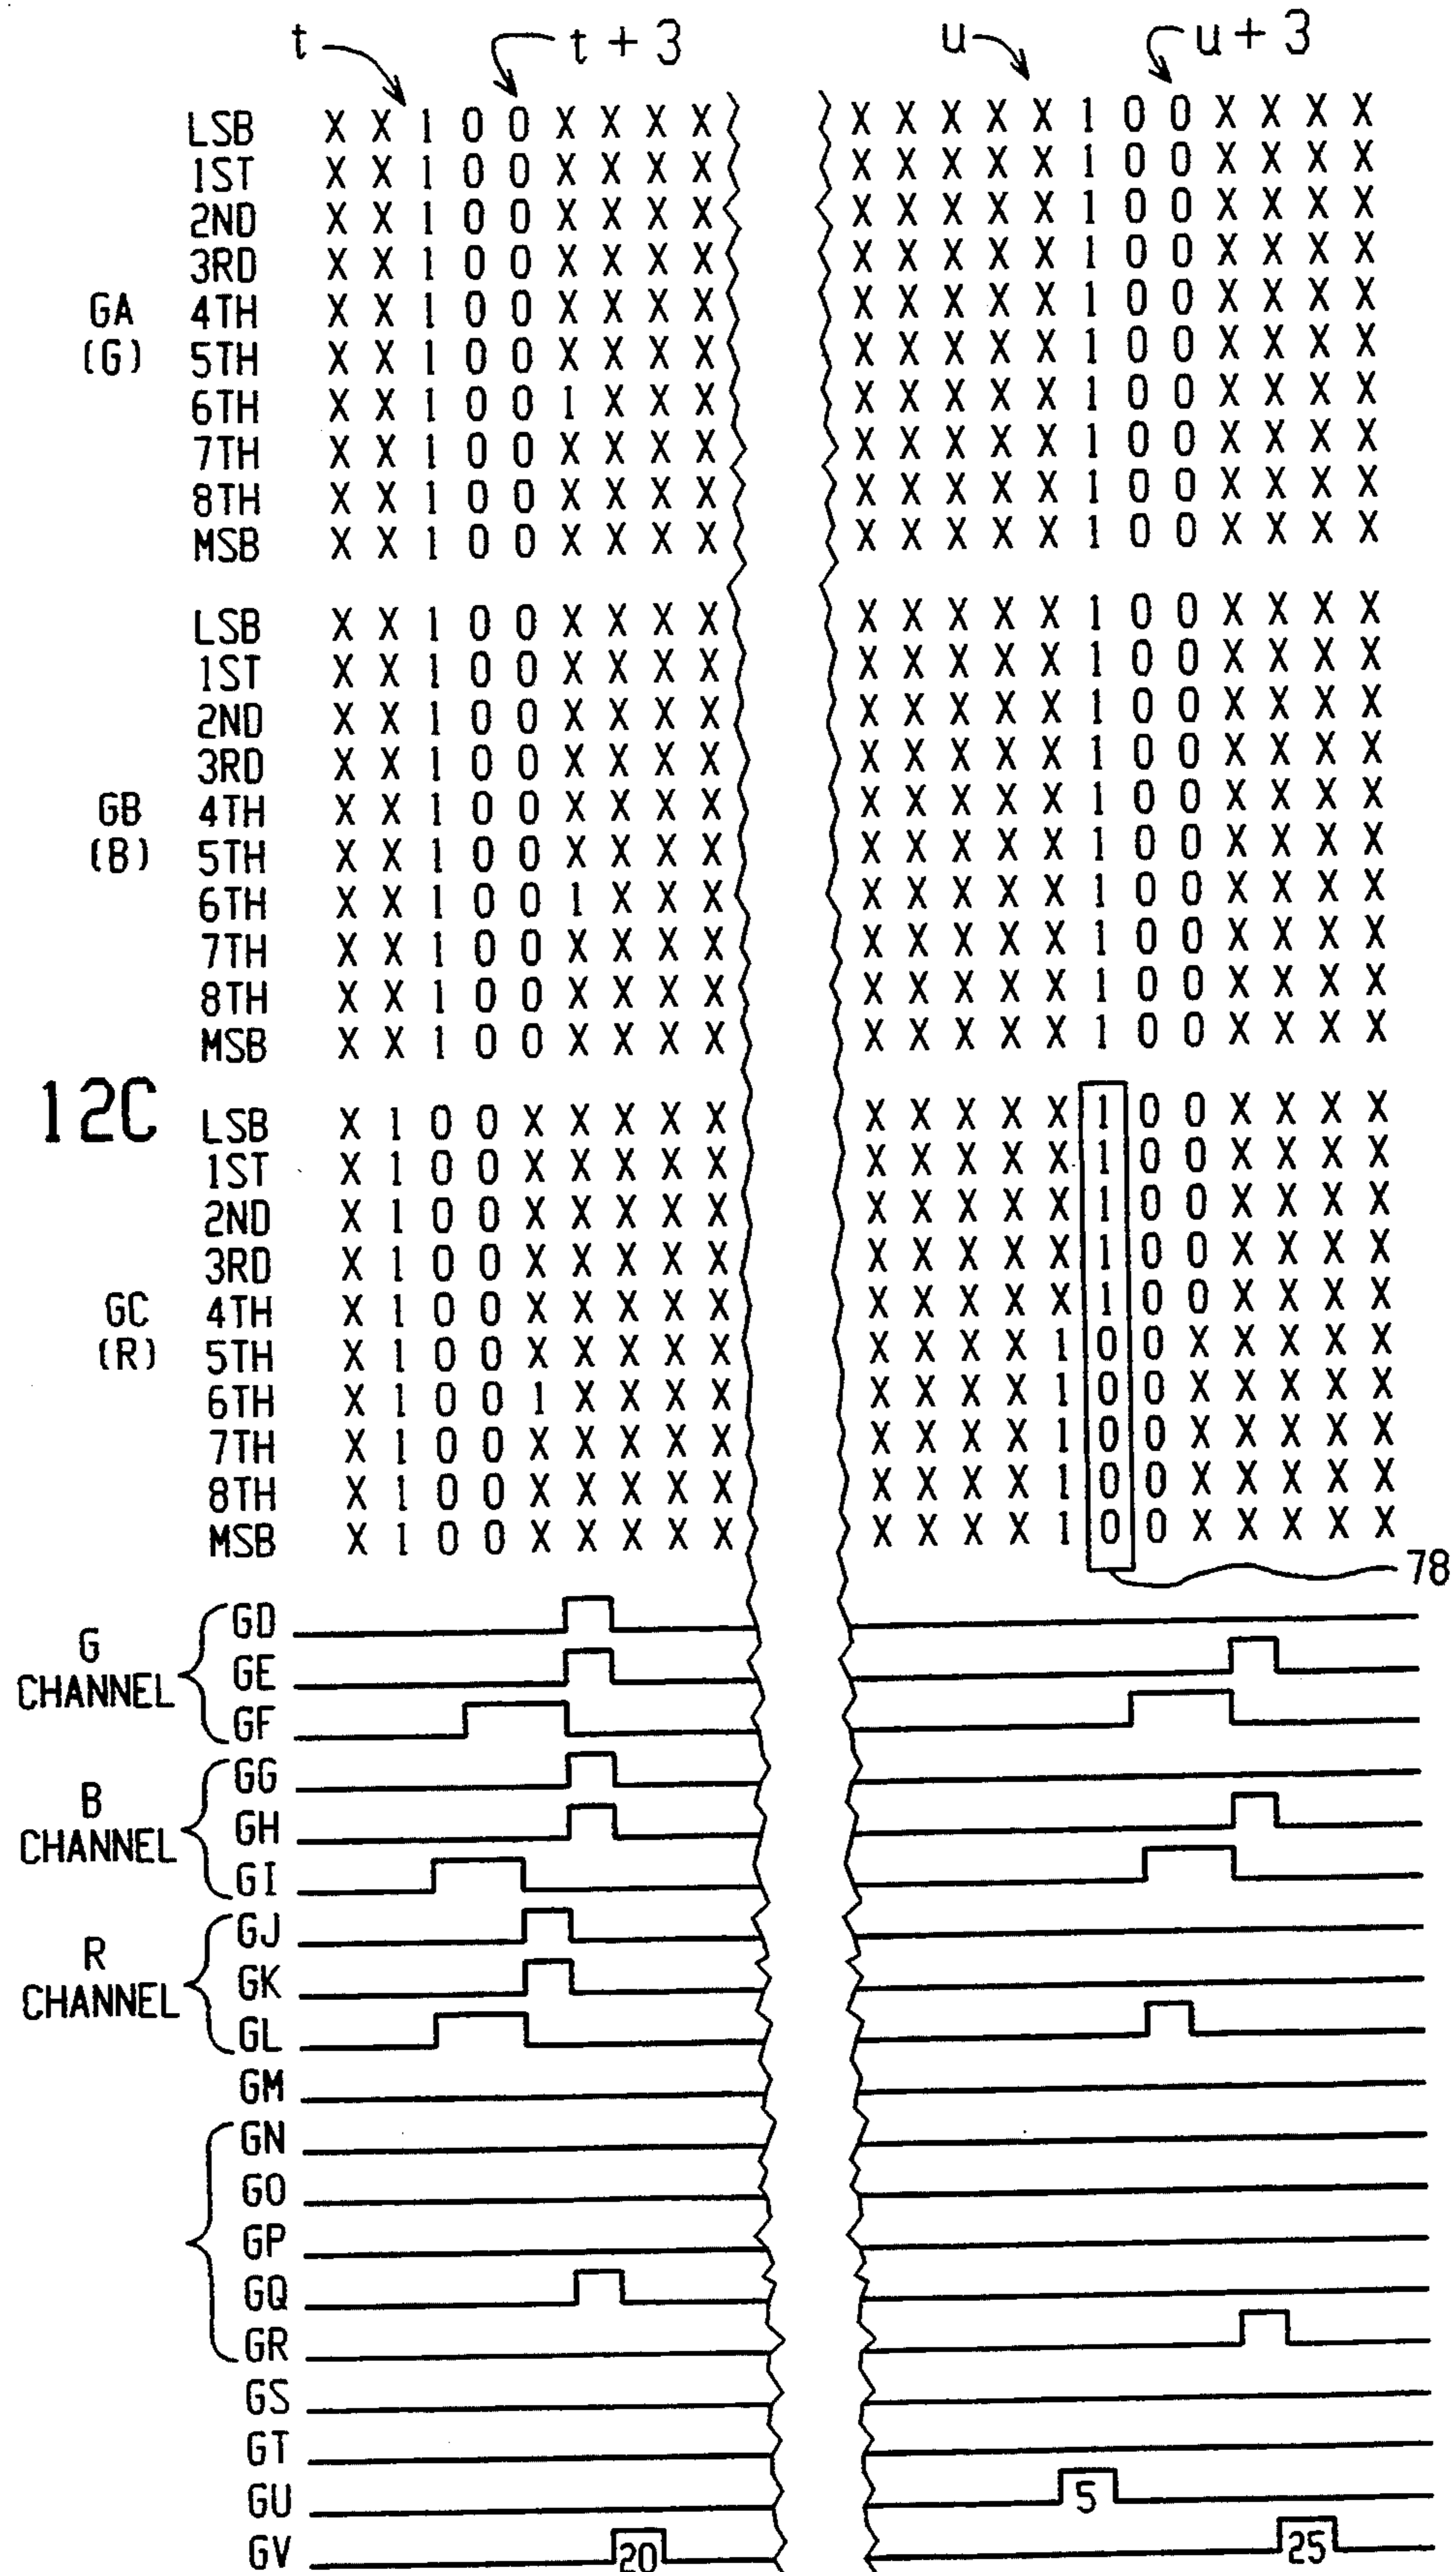 t t + 3 u u + 3
LSB X X 1 0 0 X X X X X X X X X 1 0 0 X X X X
1ST X X 1 0 0 X X X X X X X X X 1 0 0 X X X X
2ND X X 1 0 0 X X X X X X X X X 1 0 0 X X X X
3RD X X 1 0 0 X X X X X X X X X 1 0 0 X X X X
GA 4TH X X 1 0 0 X X X X X X X X X 1 0 0 X X X X
(G) 5TH X X 1 0 0 X X X X X X X X X 1 0 0 X X X X
6TH X X 1 0 0 1 X X X X X X X X 1 0 0 X X X X
7TH X X 1 0 0 X X X X X X X X X 1 0 0 X X X X
8TH X X 1 0 0 X X X X X X X X X 1 0 0 X X X X
MSB X X 1 0 0 X X X X X X X X X 1 0 0 X X X X
LSB X X 1 0 0 X X X X X X X X X 1 0 0 X X X X
1ST X X 1 0 0 X X X X X X X X X 1 0 0 X X X X
2ND X X 1 0 0 X X X X X X X X X 1 0 0 X X X X
3RD X X 1 0 0 X X X X X X X X X 1 0 0 X X X X
GB 4TH X X 1 0 0 X X X X X X X X X 1 0 0 X X X X
(B) 5TH X X 1 0 0 X X X X X X X X X 1 0 0 X X X X
6TH X X 1 0 0 1 X X X X X X X X 1 0 0 X X X X
7TH X X 1 0 0 X X X X X X X X X 1 0 0 X X X X
8TH X X 1 0 0 X X X X X X X X X 1 0 0 X X X X
MSB X X 1 0 0 X X X X X X X X X 1 0 0 X X X X
12C LSB X 1 0 0 X X X X X X X X X X 1 0 0 X X X X
1ST X 1 0 0 X X X X X X X X X X 1 0 0 X X X X
2ND X 1 0 0 X X X X X X X X X X 1 0 0 X X X X
3RD X 1 0 0 X X X X X X X X X X 1 0 0 X X X X
GC 4TH X 1 0 0 X X X X X X X X X X 1 0 0 X X X X
(R) 5TH X 1 0 0 X X X X X X X X X 1 0 0 X X X X X
6TH X 1 0 0 1 X X X X X X X X 1 0 0 X X X X X
7TH X 1 0 0 X X X X X X X X X 1 0 0 X X X X X
8TH X 1 0 0 X X X X X X X X X 1 0 0 X X X X X
MSB X 1 0 0 X X X X X X X X X 1 0 0 X X X X X
78
G CHANNEL
GD
GE
GF
B CHANNEL
GG
GH
GI
R CHANNEL
GJ
GK
GL
GM
GN
GO
GP
GQ
GR
GS
GT
GU 5
GV 20 25